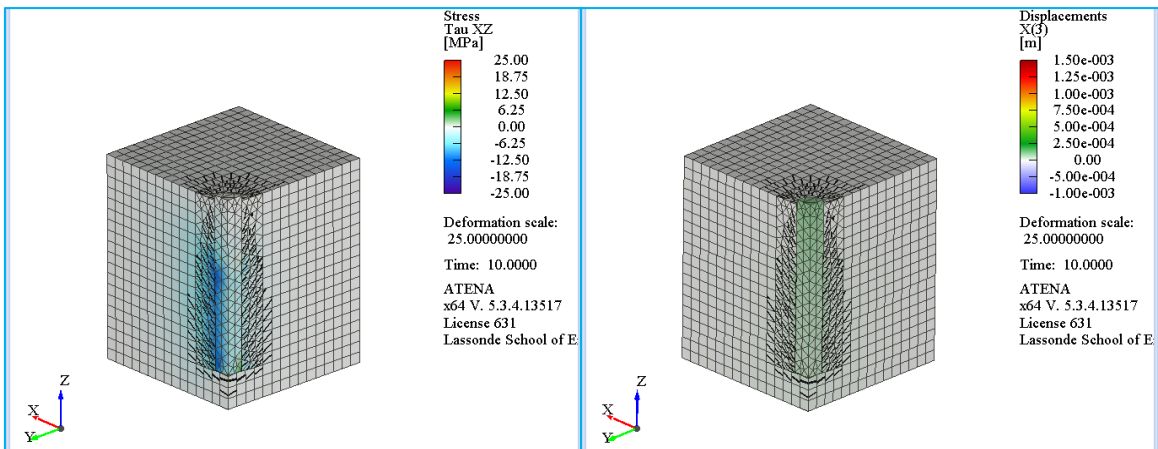 Stress
Tau XZ
[MPa]
25.00
18.75
12.50
6.25
0.00
-6.25
-12.50
-18.75
-25.00
Deformation scale:
25.00000000
Time: 10.0000
ATENA
x64 V. 5.3.4.13517
License 631
Lassonde School of E
Z
X
Y
Displacements
X(3)
[m]
1.50e-003
1.25e-003
1.00e-003
7.50e-004
5.00e-004
2.50e-004
0.00
-5.00e-004
-1.00e-003
Deformation scale:
25.00000000
Time: 10.0000
ATENA
x64 V. 5.3.4.13517
License 631
Lassonde School of E
Z
X
Y